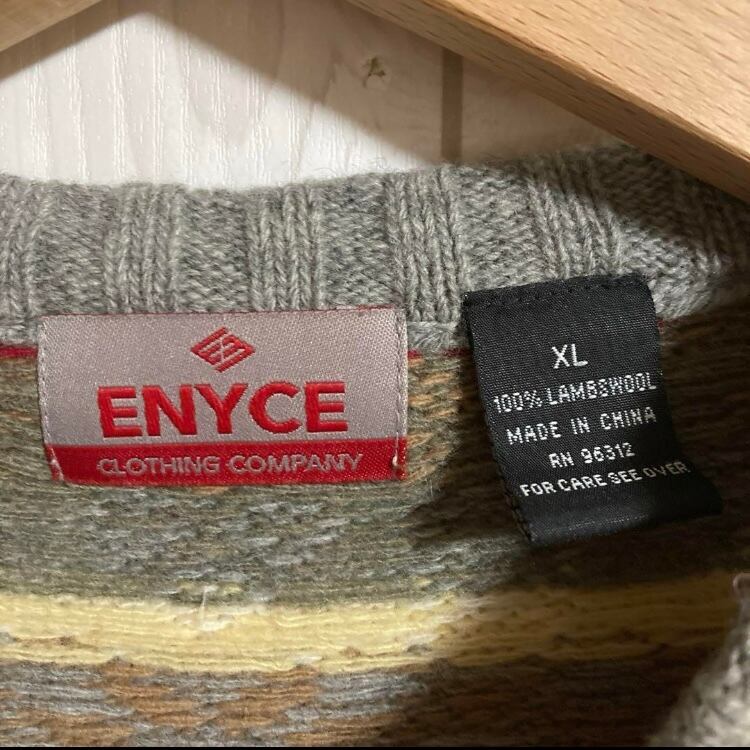 ENYCE
CLOTHING COMPANY
XL
100% LAMBSWOOL
MADE IN CHINA
RN 96312
FOR CARE SEE OVER